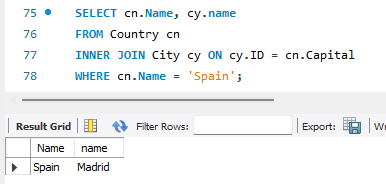 75 SELECT cn.Name, cy.name
76 FROM Country cn
77 INNER JOIN City cy ON cy.ID = cn.Capital
78 WHERE cn.Name = 'Spain';
Result Grid Filter Rows: Export:
Name name
Spain Madrid